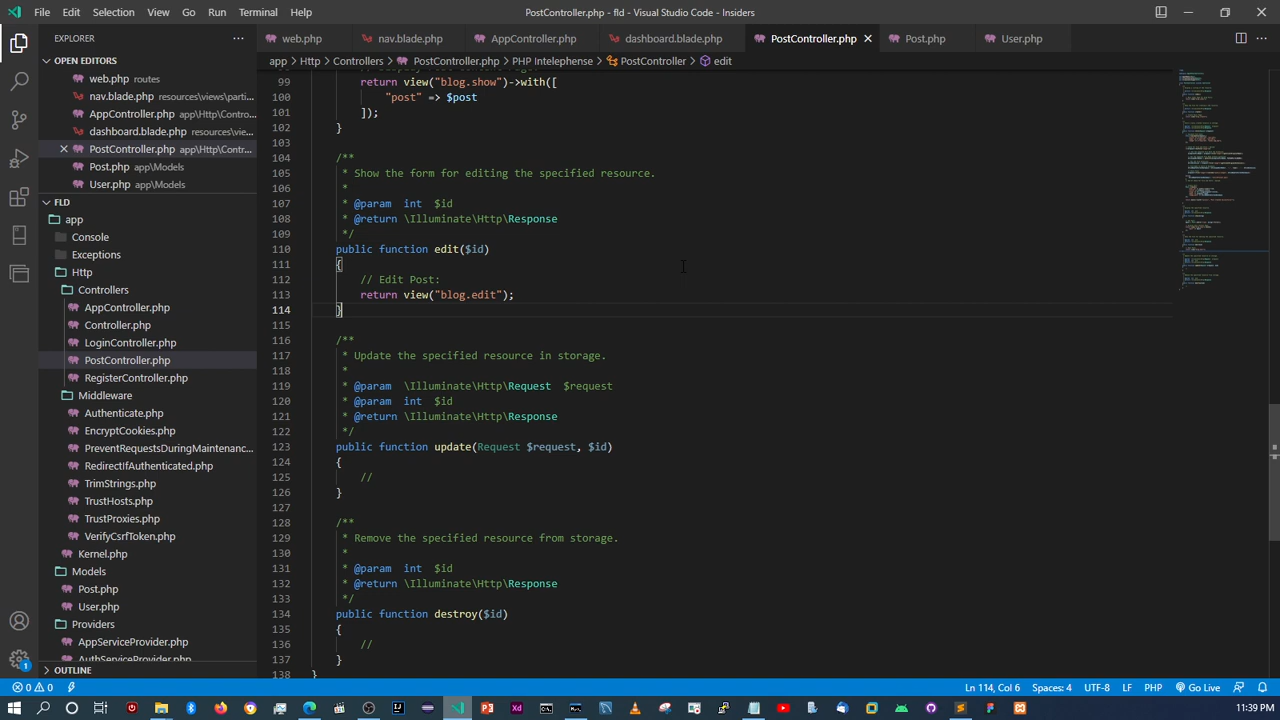 File Edit Selection View Go Run Terminal Help
PostController.php - fld - Visual Studio Code - Insiders
EXPLORER
web.php
nav.blade.php
AppController.php
dashboard.blade.php
PostController.php
Post.php
User.php
app > Http > Controllers > PostController.php > PHP Intelephense > PostController > edit
OPEN EDITORS
web.php routes
nav.blade.php resources\views\parti...
AppController.php app\Http\Contr...
dashboard.blade.php resources\vie...
PostController.php app\Http\Contr...
Post.php app\Models
User.php app\Models
FLD
app
Console
Exceptions
Http
Controllers
AppController.php
Controller.php
LoginController.php
PostController.php
RegisterController.php
Middleware
Authenticate.php
EncryptCookies.php
PreventRequestsDuringMaintenanc...
RedirectIfAuthenticated.php
TrimStrings.php
TrustHosts.php
TrustProxies.php
VerifyCsrfToken.php
Kernel.php
Models
Post.php
User.php
Providers
AppServiceProvider.php
AuthServiceProvider.php
OUTLINE
99 return view("blog.show")->with([
100 "post" => $post
101 ]);
102 }
103
104 /**
105 * Show the form for editing the specified resource.
106 *
107 * @param int $id
108 * @return \Illuminate\Http\Response
109 */
110 public function edit($id)
111 {
112 // Edit Post:
113 return view("blog.edit");
114 }
115
116 /**
117 * Update the specified resource in storage.
118 *
119 * @param \Illuminate\Http\Request $request
120 * @param int $id
121 * @return \Illuminate\Http\Response
122 */
123 public function update(Request $request, $id)
124 {
125 //
126 }
127
128 /**
129 * Remove the specified resource from storage.
130 *
131 * @param int $id
132 * @return \Illuminate\Http\Response
133 */
134 public function destroy($id)
135 {
136 //
137 }
138 }
0 0
Ln 114, Col 6 Spaces: 4 UTF-8 LF PHP Go Live
11:39 PM